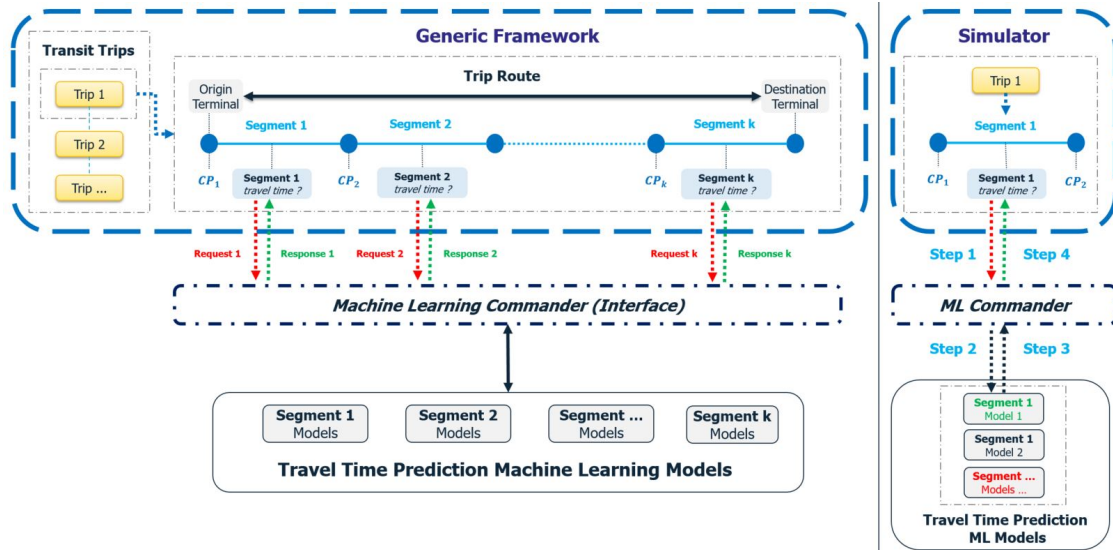 Generic Framework
Transit Trips
Trip 1
Trip 2
Trip ...
Trip Route
Origin
Terminal
Destination
Terminal
Segment 1
Segment 2
Segment k
CP1
Segment 1
travel time ?
CP2
Segment 2
travel time ?
CPk
Segment k
travel time ?
Request 1
Response 1
Request 2
Response 2
Request k
Response k
Machine Learning Commander (Interface)
Segment 1
Models
Segment 2
Models
Segment ...
Models
Segment k
Models
Travel Time Prediction Machine Learning Models
Simulator
Trip 1
Segment 1
CP1
Segment 1
travel time ?
CP2
Step 1
Step 4
ML Commander
Step 2
Step 3
Segment 1
Model 1
Segment 1
Model 2
Segment ...
Models ...
Travel Time Prediction
ML Models